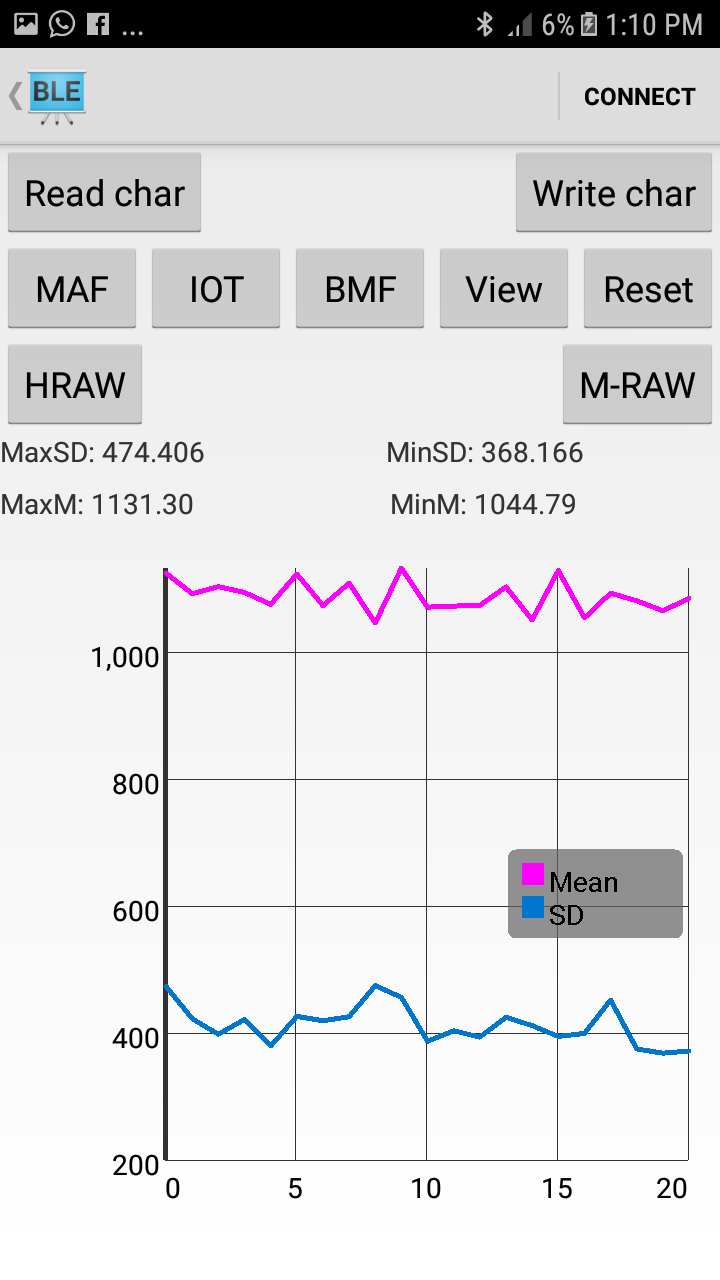 ... 6% 1:10 PM
BLE CONNECT
Read char Write char
MAF IOT BMF View Reset
HRAW M-RAW
MaxSD: 474.406 MinSD: 368.166
MaxM: 1131.30 MinM: 1044.79
1,000
800
600
400
200
Mean
SD
0 5 10 15 20